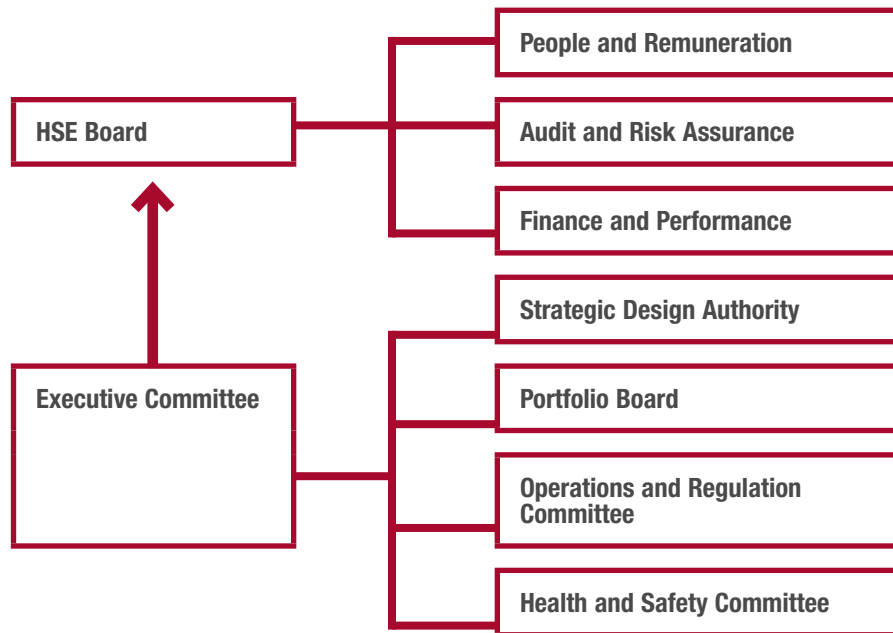 People and Remuneration
HSE Board
Audit and Risk Assurance
Finance and Performance
Strategic Design Authority
Executive Committee
Portfolio Board
Operations and Regulation
Committee
Health and Safety Committee